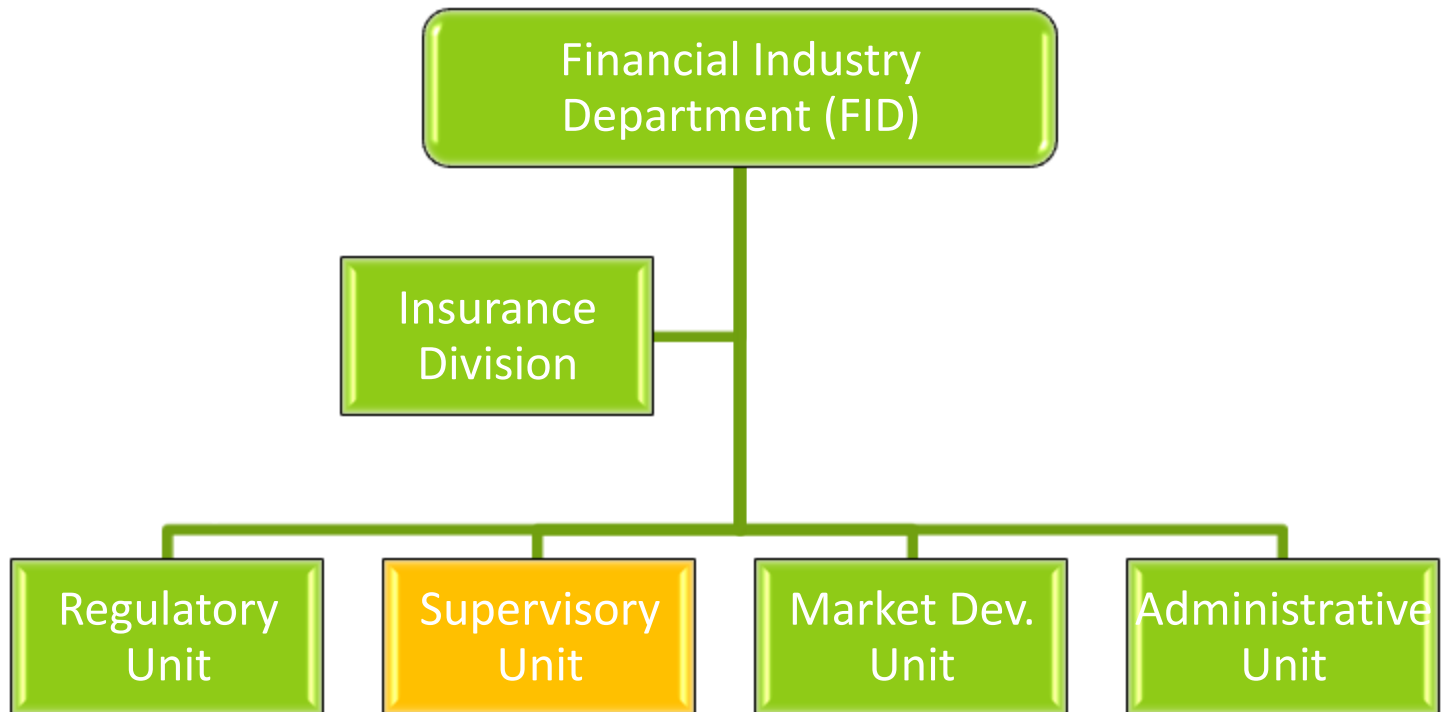 Financial Industry
Department (FID)
Insurance
Division
Regulatory
Unit
Supervisory
Unit
Market Dev.
Unit
Administrative
Unit